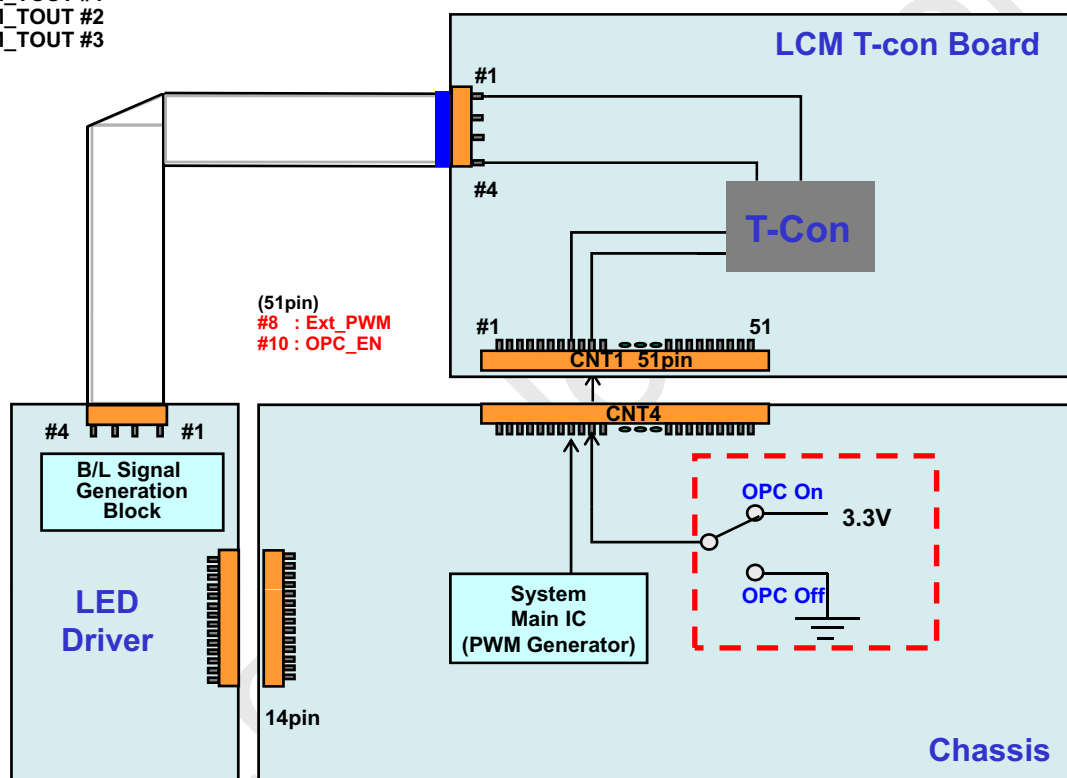 M_TOUT #2
M_TOUT #3
LCM T-con Board
#1
#4
T-Con
(51pin)
#8 : Ext_PWM
#10 : OPC_EN
#1
51
CNT1 51pin
CNT4
#4
#1
B/L Signal
Generation
Block
OPC On
3.3V
OPC Off
System
Main IC
(PWM Generator)
LED
Driver
14pin
Chassis